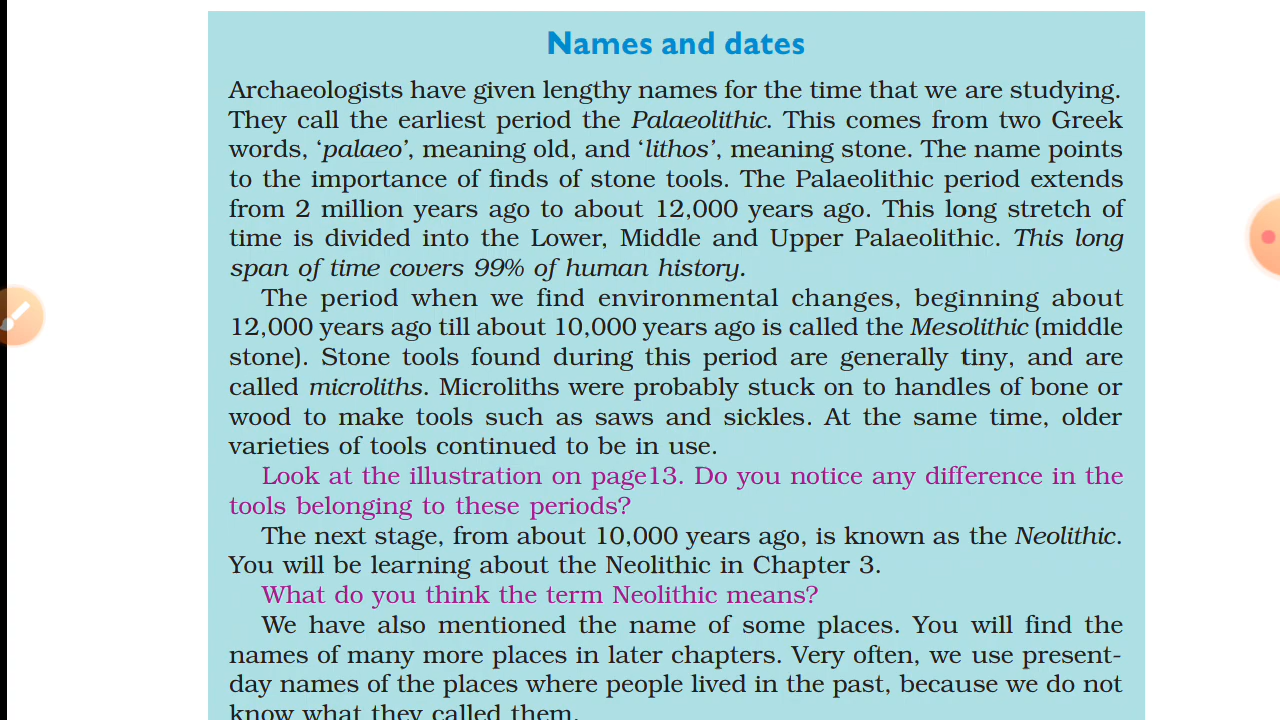 Names and dates
Archaeologists have given lengthy names for the time that we are studying.
They call the earliest period the Palaeolithic. This comes from two Greek
words, ‘palaeo’, meaning old, and ‘lithos’, meaning stone. The name points
to the importance of finds of stone tools. The Palaeolithic period extends
from 2 million years ago to about 12,000 years ago. This long stretch of
time is divided into the Lower, Middle and Upper Palaeolithic. This long
span of time covers 99% of human history.
The period when we find environmental changes, beginning about
12,000 years ago till about 10,000 years ago is called the Mesolithic (middle
stone). Stone tools found during this period are generally tiny, and are
called microliths. Microliths were probably stuck on to handles of bone or
wood to make tools such as saws and sickles. At the same time, older
varieties of tools continued to be in use.
Look at the illustration on page13. Do you notice any difference in the
tools belonging to these periods?
The next stage, from about 10,000 years ago, is known as the Neolithic.
You will be learning about the Neolithic in Chapter 3.
What do you think the term Neolithic means?
We have also mentioned the name of some places. You will find the
names of many more places in later chapters. Very often, we use present-
day names of the places where people lived in the past, because we do not
know what they called them.